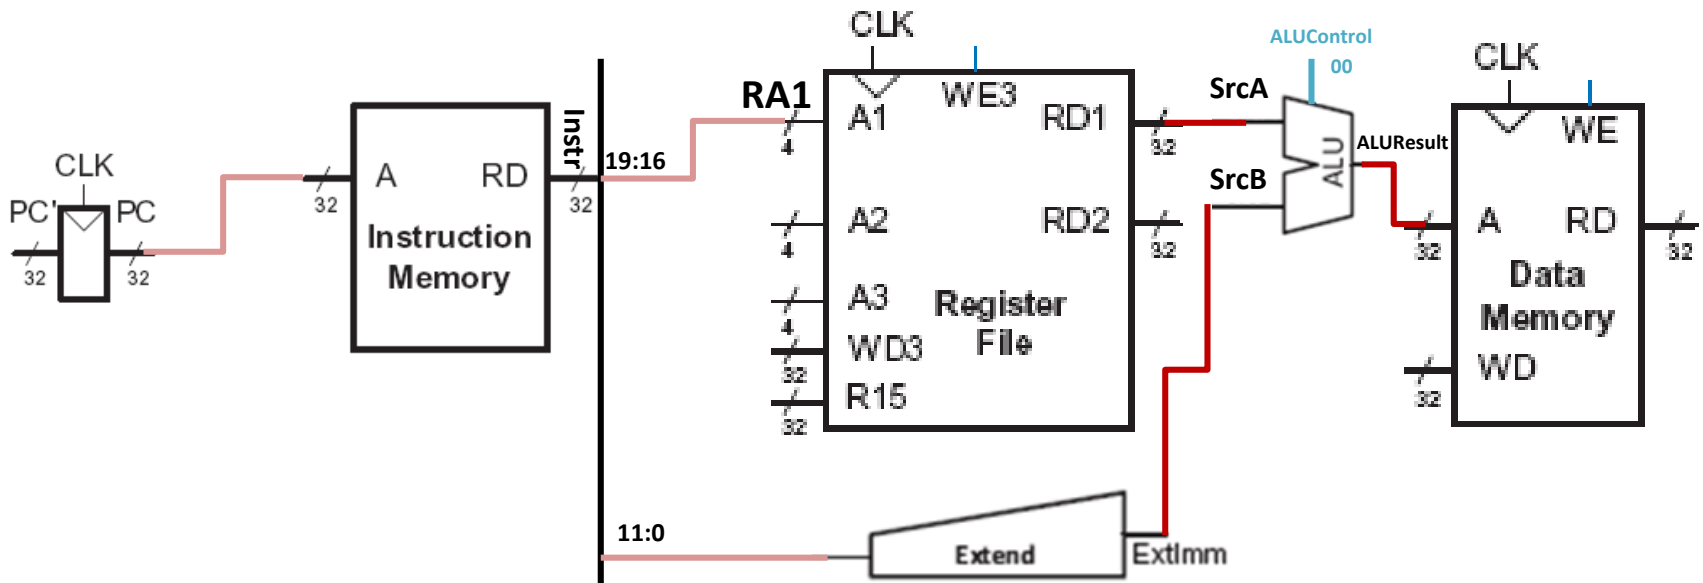 CLK
PC'
PC
32
32
A
RD
32
Instruction
Memory
Instr
32
19:16
11:0
RA1
4
CLK
A1
WE3
RD1
32
4
A2
RD2
32
4
A3
32
WD3
32
R15
Register
File
Extend
ExtImm
SrcA
SrcB
ALUControl
00
ALU
ALUResult
32
CLK
WE
A
RD
32
Data
Memory
32
WD